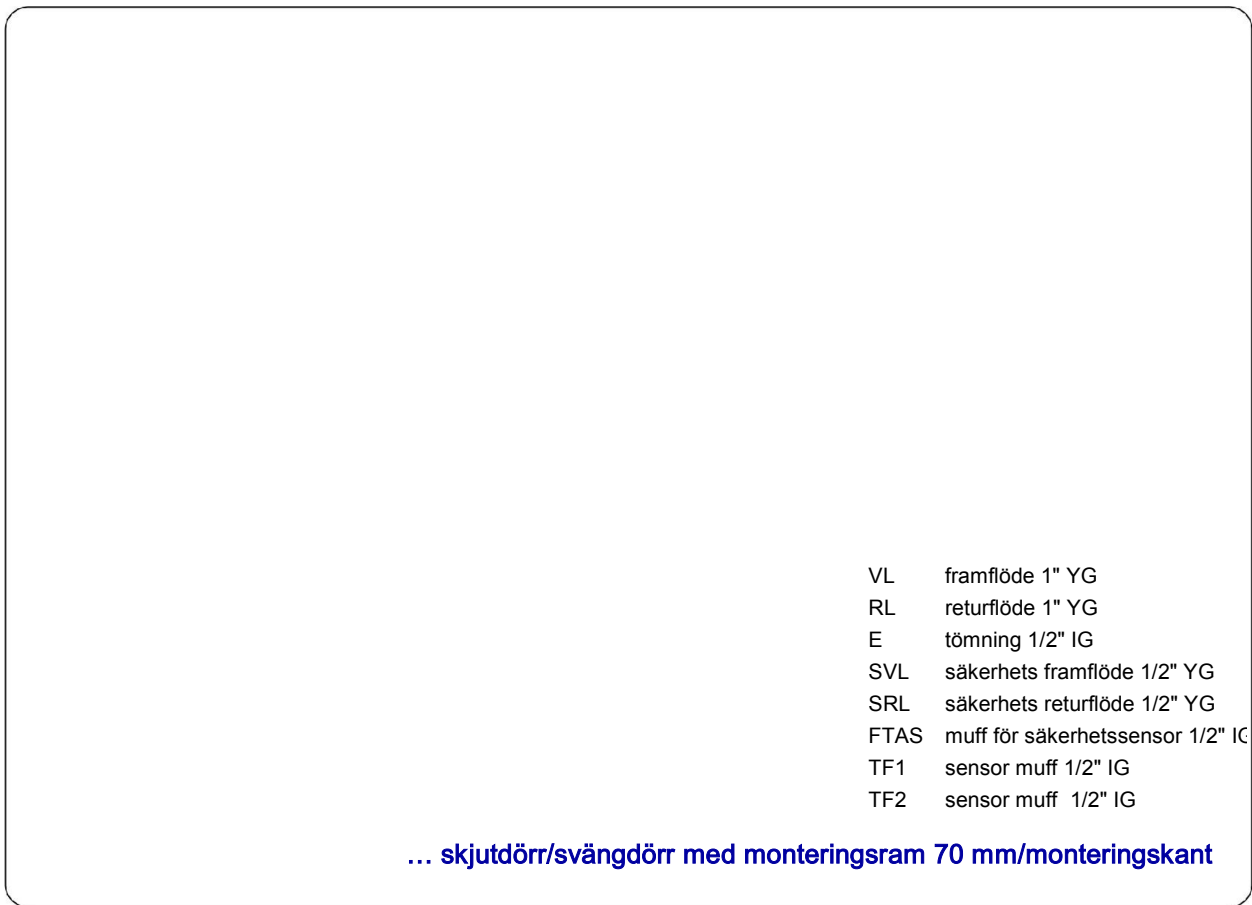 VL framflöde 1" YG
RL returflöde 1" YG
E tömning 1/2" IG
SVL säkerhets framflöde 1/2" YG
SRL säkerhets returflöde 1/2" YG
FTAS muff för säkerhetssensor 1/2" IG
TF1 sensor muff 1/2" IG
TF2 sensor muff 1/2" IG
… skjutdörr/svängdörr med monteringsram 70 mm/monteringskant